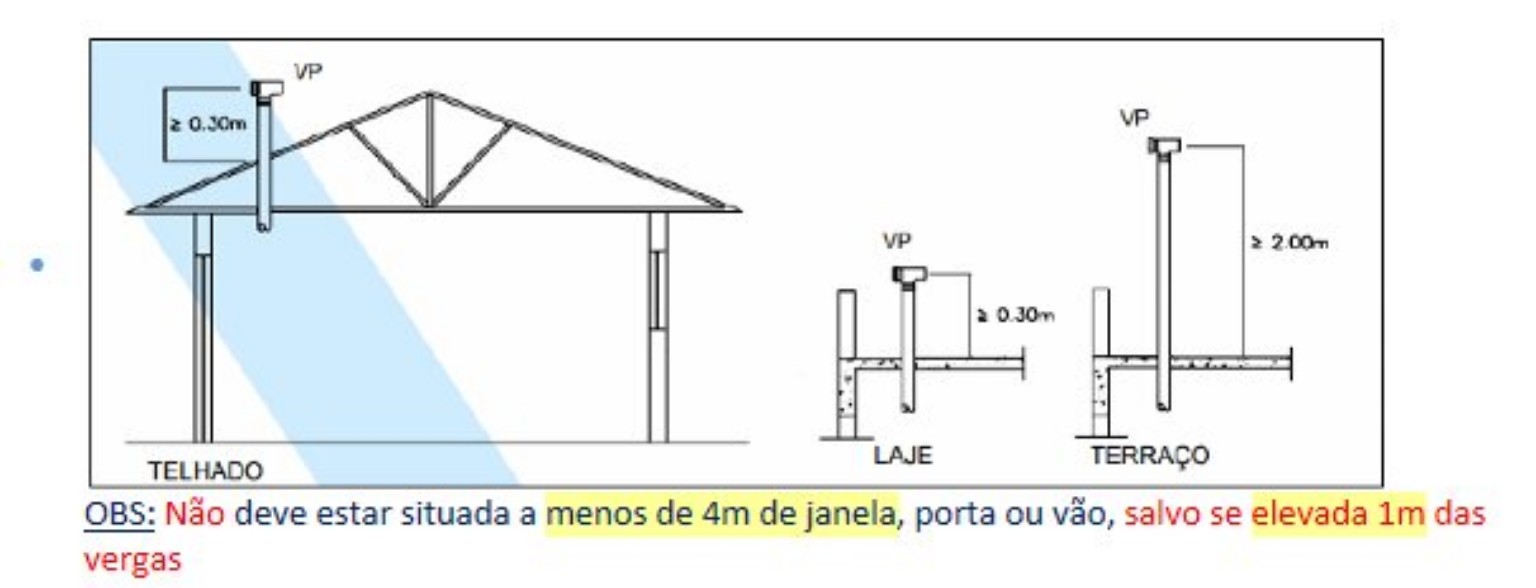 VP
≥ 0.30m
TELHADO
VP
≥ 0.30m
LAJE
VP
≥ 2.00m
TERRAÇO
OBS: Não deve estar situada a menos de 4m de janela, porta ou vão, salvo se elevada 1m das
vergas